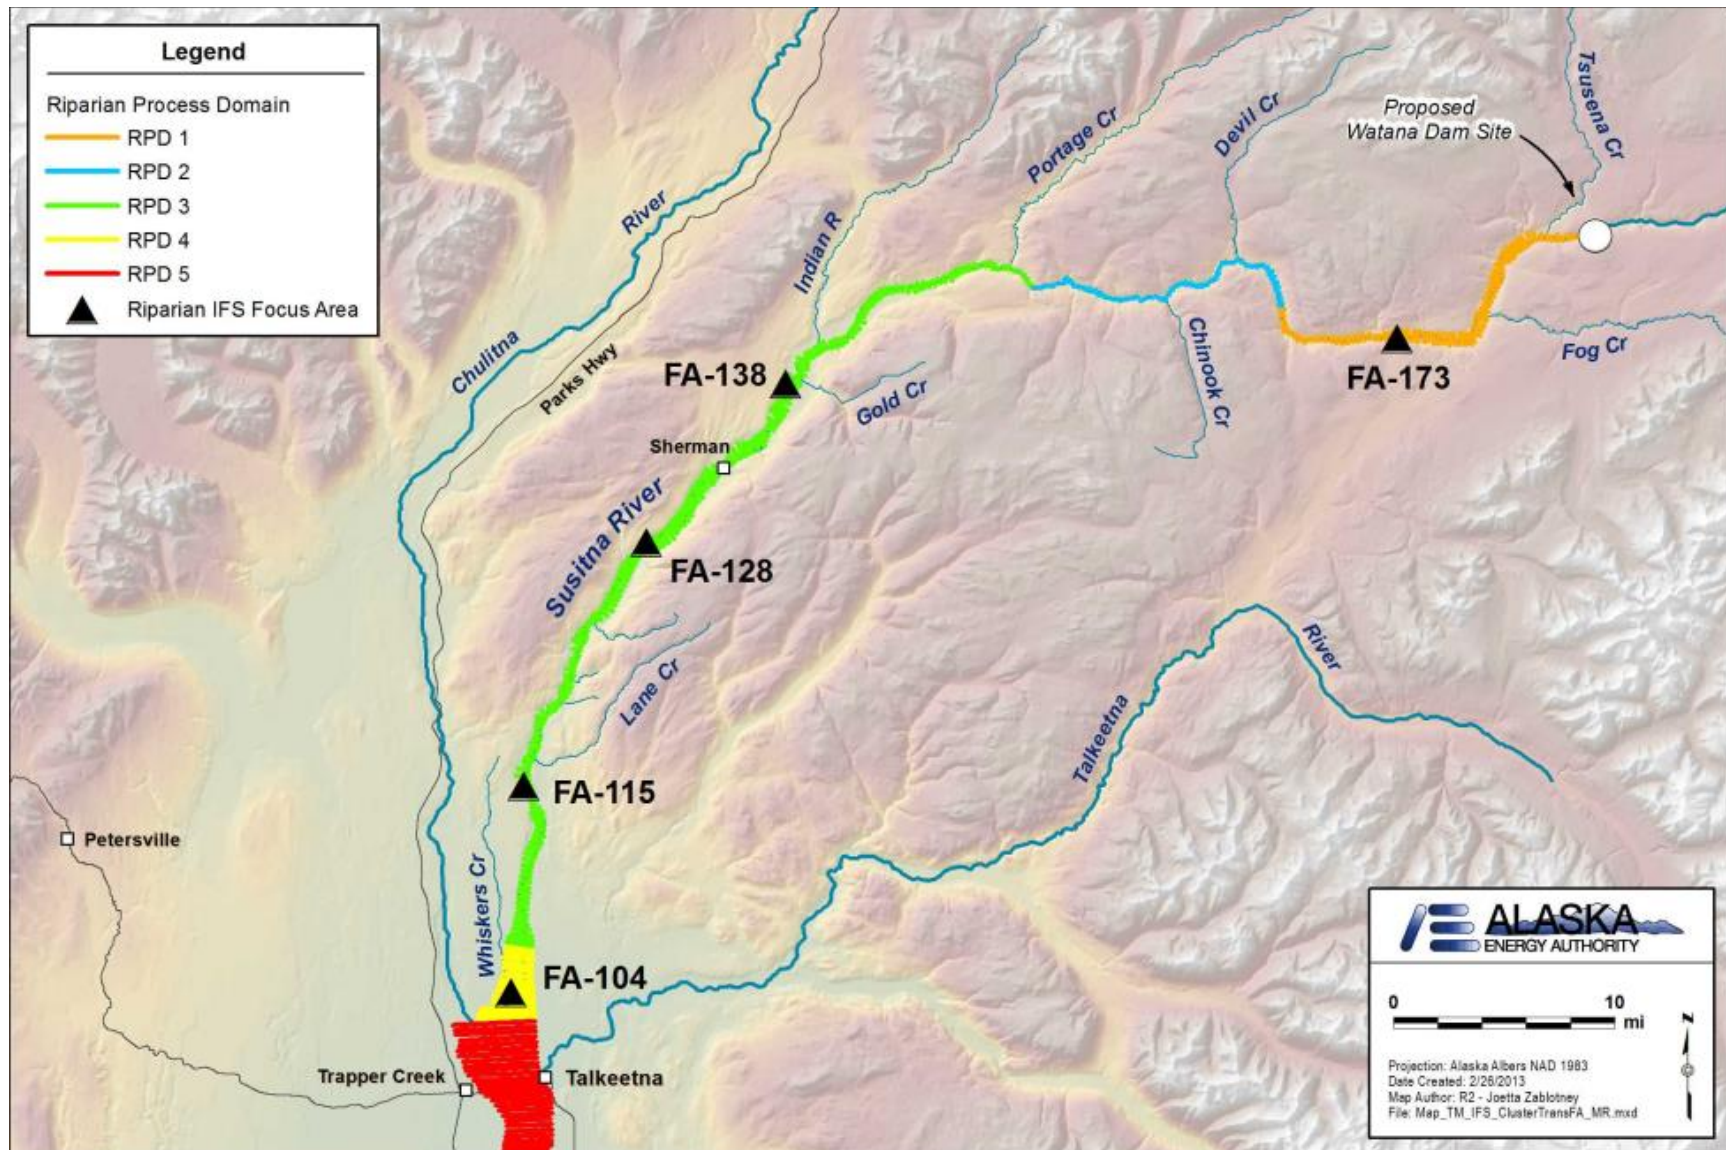 Legend
Riparian Process Domain
RPD 1
RPD 2
RPD 3
RPD 4
RPD 5
Riparian IFS Focus Area
Chulitna
River
Parks Hwy
Indian R
Portage Cr
Devil Cr
Proposed
Watana Dam Site
Tsusena Cr
Fog Cr
FA-173
Chinook Cr
FA-138
Gold Cr
Sherman
Susitna River
FA-128
Lane Cr
FA-115
Whiskers Cr
FA-104
Talkeetna
River
Petersville
Trapper Creek
Talkeetna
ALASKA
ENERGY AUTHORITY
0 10
mi
N
Projection: Alaska Albers NAD 1983
Date Created: 2/26/2013
Map Author: R2 - Joetta Zablotney
File: Map_TM_IFS_ClusterTransFA_MR.mxd